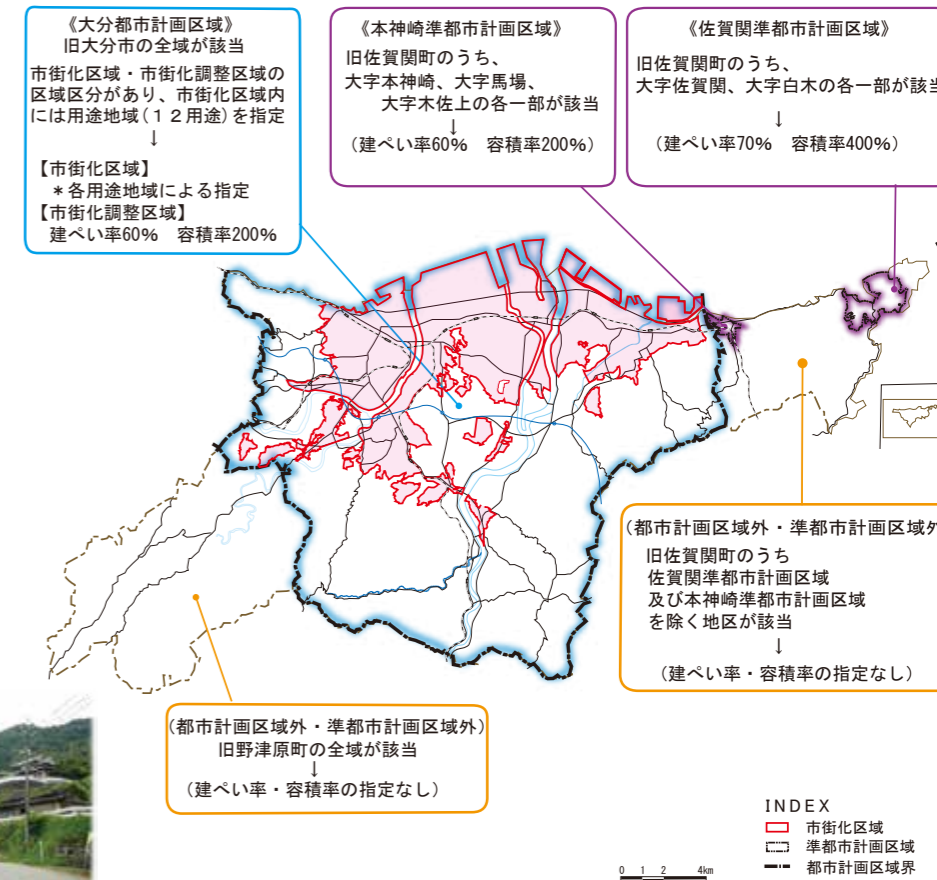 《大分都市計画区域》
旧大分市の全域が該当
市街化区域・市街化調整区域の
区域区分があり、市街化区域内
には用途地域(１２用途)を指定
↓
【市街化区域】
＊各用途地域による指定
【市街化調整区域】
建ぺい率60%　容積率200%
《本神崎準都市計画区域》
旧佐賀関町のうち、
大字本神崎、大字馬場、
大字木佐上の各一部が該当
↓
(建ぺい率60%　容積率200%)
《佐賀関準都市計画区域》
旧佐賀関町のうち、
大字佐賀関、大字白木の各一部が該当
↓
(建ぺい率70%　容積率400%)
(都市計画区域外・準都市計画区域外
旧佐賀関町のうち
佐賀関準都市計画区域
及び本神崎準都市計画区域
を除く地区が該当
↓
(建ぺい率・容積率の指定なし)
(都市計画区域外・準都市計画区域外)
旧野津原町の全域が該当
↓
(建ぺい率・容積率の指定なし)
INDEX
市街化区域
準都市計画区域
都市計画区域界
0 1 2 4km